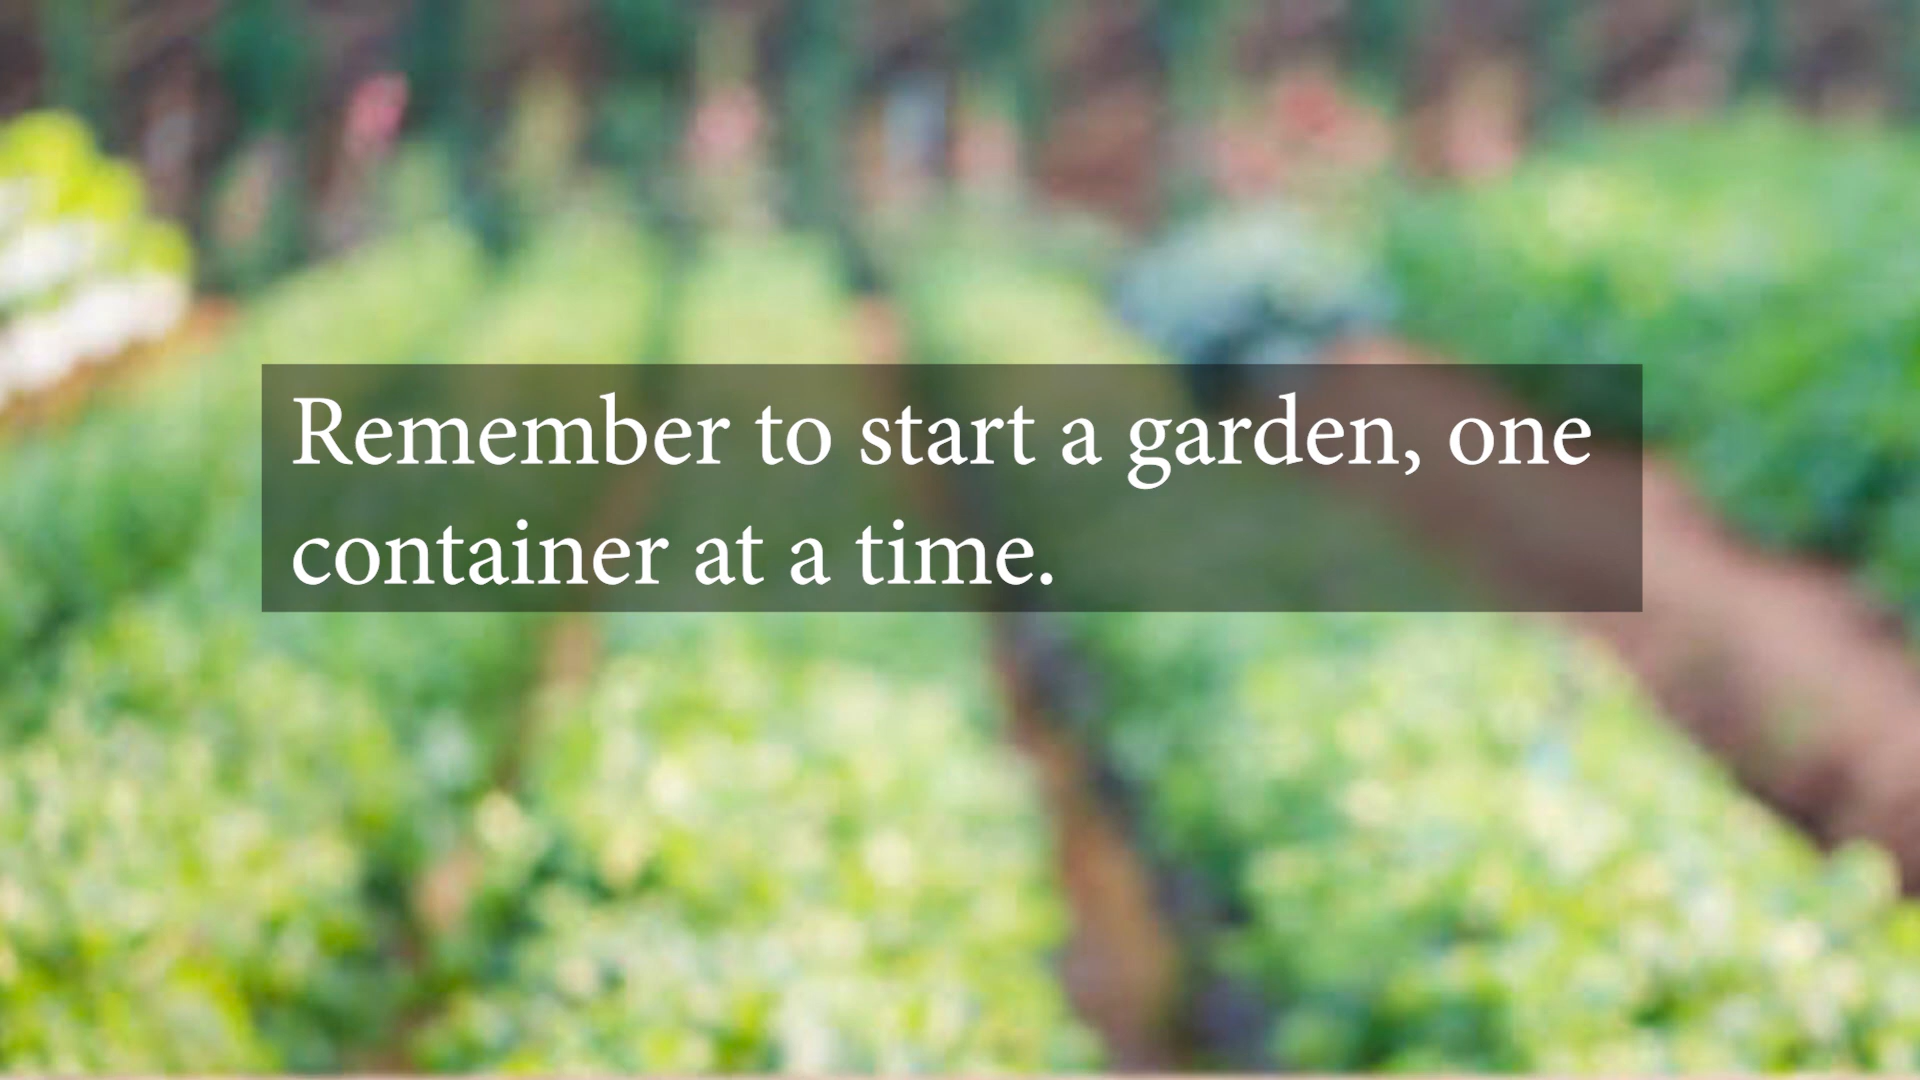 Remember to start a garden, one
container at a time.